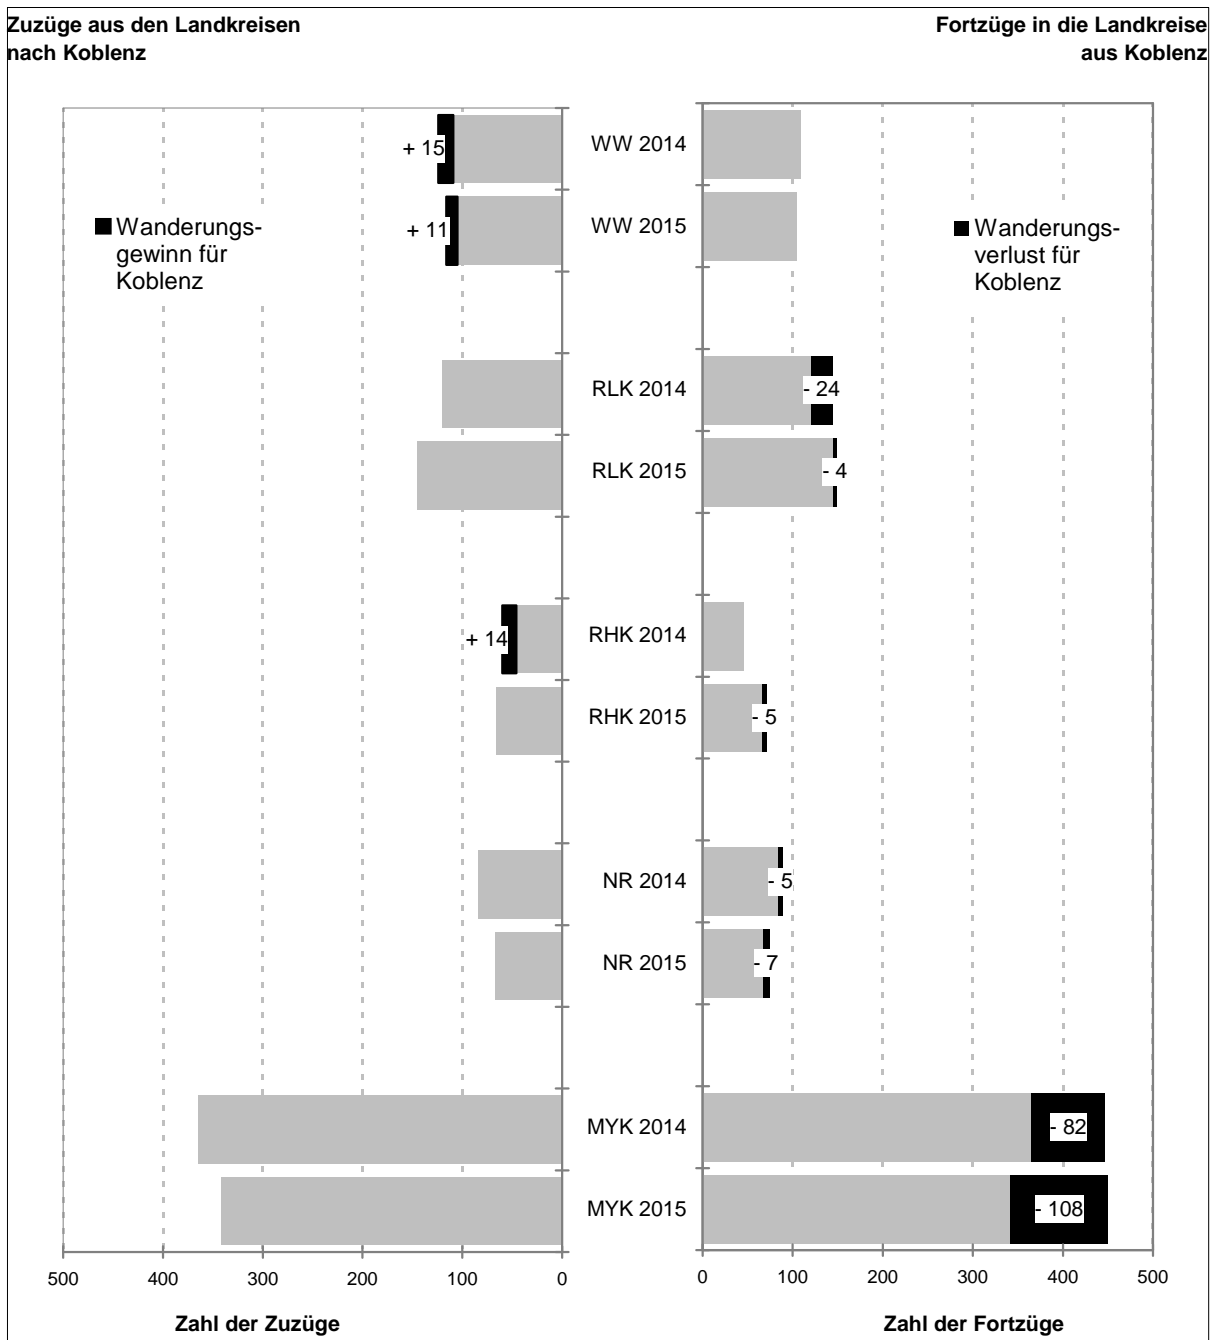 Zuzüge aus den Landkreisen
nach Koblenz
Fortzüge in die Landkreise
aus Koblenz
+ 15
WW 2014
+ 11
WW 2015
Wanderungs-
gewinn für
Koblenz
Wanderungs-
verlust für
Koblenz
RLK 2014
- 24
RLK 2015
- 4
+ 14
RHK 2014
RHK 2015
- 5
NR 2014
- 5
NR 2015
- 7
MYK 2014
- 82
MYK 2015
- 108
500 400 300 200 100 0
0 100 200 300 400 500
Zahl der Zuzüge
Zahl der Fortzüge